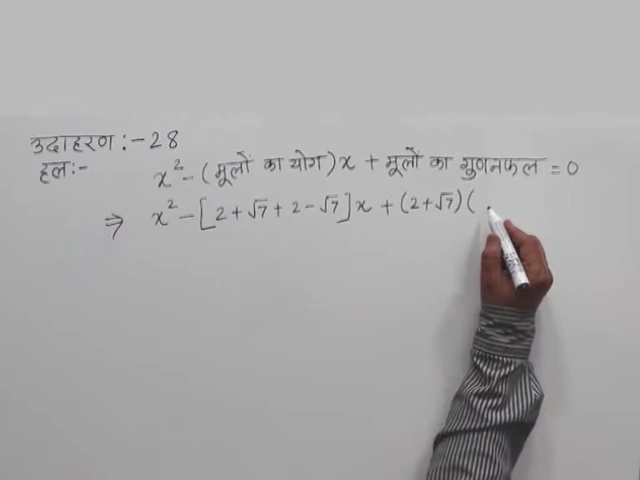 उदाहरण :- 28
हल :- x² - (मूलों का योग)x + मूलों का गुणनफल = 0
⇒ x² - [2 + √7 + 2 - √7]x + (2 + √7)(